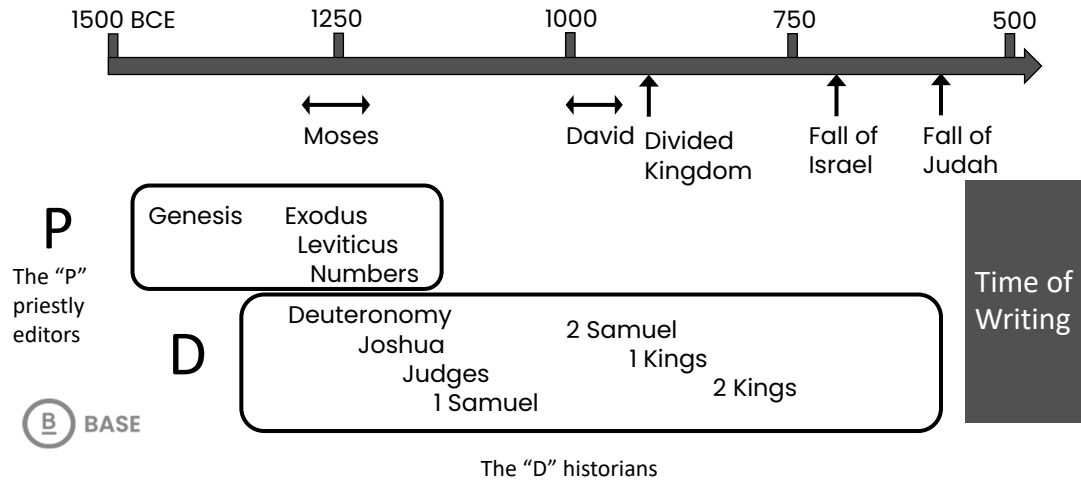 1500 BCE 1250 1000 750 500
Moses
David
Divided
Kingdom
Fall of
Israel
Fall of
Judah
P
The “P”
priestly
editors
Genesis
Exodus
Leviticus
Numbers
D
Deuteronomy
Joshua
Judges
1 Samuel
2 Samuel
1 Kings
2 Kings
Time of
Writing
B BASE
The “D” historians